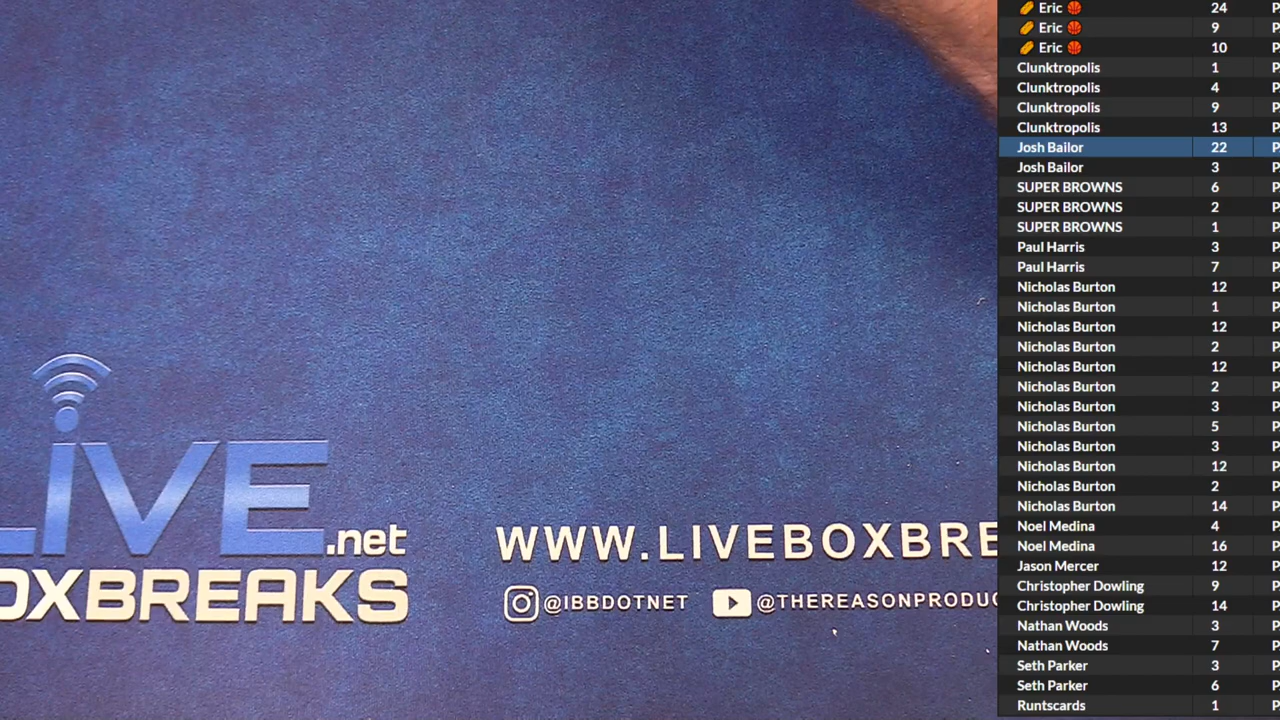 Eric 24 P
Eric 9 P
Eric 10 P
Clunktropolis 1 P
Clunktropolis 4 P
Clunktropolis 9 P
Clunktropolis 13 P
Josh Bailor 22 P
Josh Bailor 3 P
SUPER BROWNS 6 P
SUPER BROWNS 2 P
SUPER BROWNS 1 P
Paul Harris 3 P
Paul Harris 7 P
Nicholas Burton 12 P
Nicholas Burton 1 P
Nicholas Burton 12 P
Nicholas Burton 2 P
Nicholas Burton 12 P
Nicholas Burton 2 P
Nicholas Burton 3 P
Nicholas Burton 5 P
Nicholas Burton 3 P
Nicholas Burton 12 P
Nicholas Burton 2 P
Nicholas Burton 14 P
Noel Medina 4 P
Noel Medina 16 P
Jason Mercer 12 P
Christopher Dowling 9 P
Christopher Dowling 14 P
Nathan Woods 3 P
Nathan Woods 7 P
Seth Parker 3 P
Seth Parker 6 P
Runtscards 1 P
LiVE.net
OXBREAKS
WWW.LIVEBOXBRE
@IBBDOTNET @THEREASONPRODUC